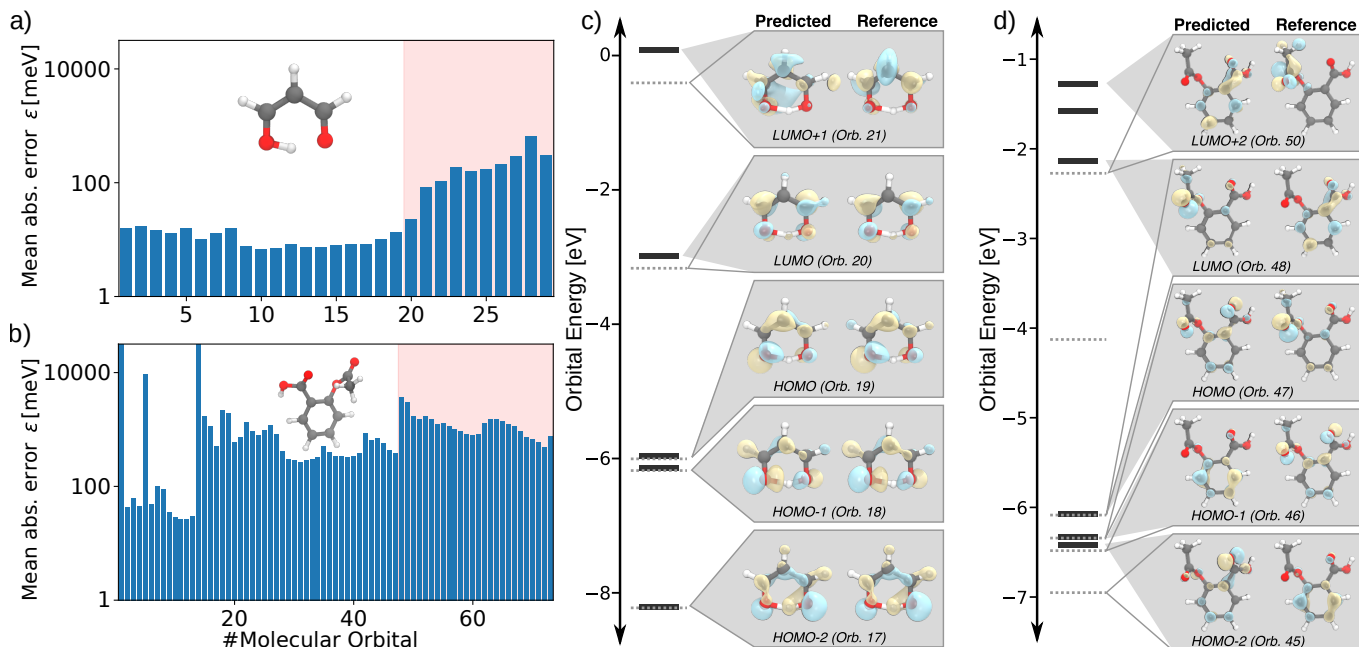 a)
Mean abs. error ε[meV]
10000
100
1
5
10
15
20
25
b)
Mean abs. error ε[meV]
10000
100
1
20
40
60
#Molecular Orbital
c)
Predicted
Reference
Orbital Energy [eV]
0
−2
−4
−6
−8
LUMO+1 (Orb. 21)
LUMO (Orb. 20)
HOMO (Orb. 19)
HOMO-1 (Orb. 18)
HOMO-2 (Orb. 17)
d)
Predicted
Reference
Orbital Energy [eV]
−1
−2
−3
−4
−5
−6
−7
LUMO+2 (Orb. 50)
LUMO (Orb. 48)
HOMO (Orb. 47)
HOMO-1 (Orb. 46)
HOMO-2 (Orb. 45)